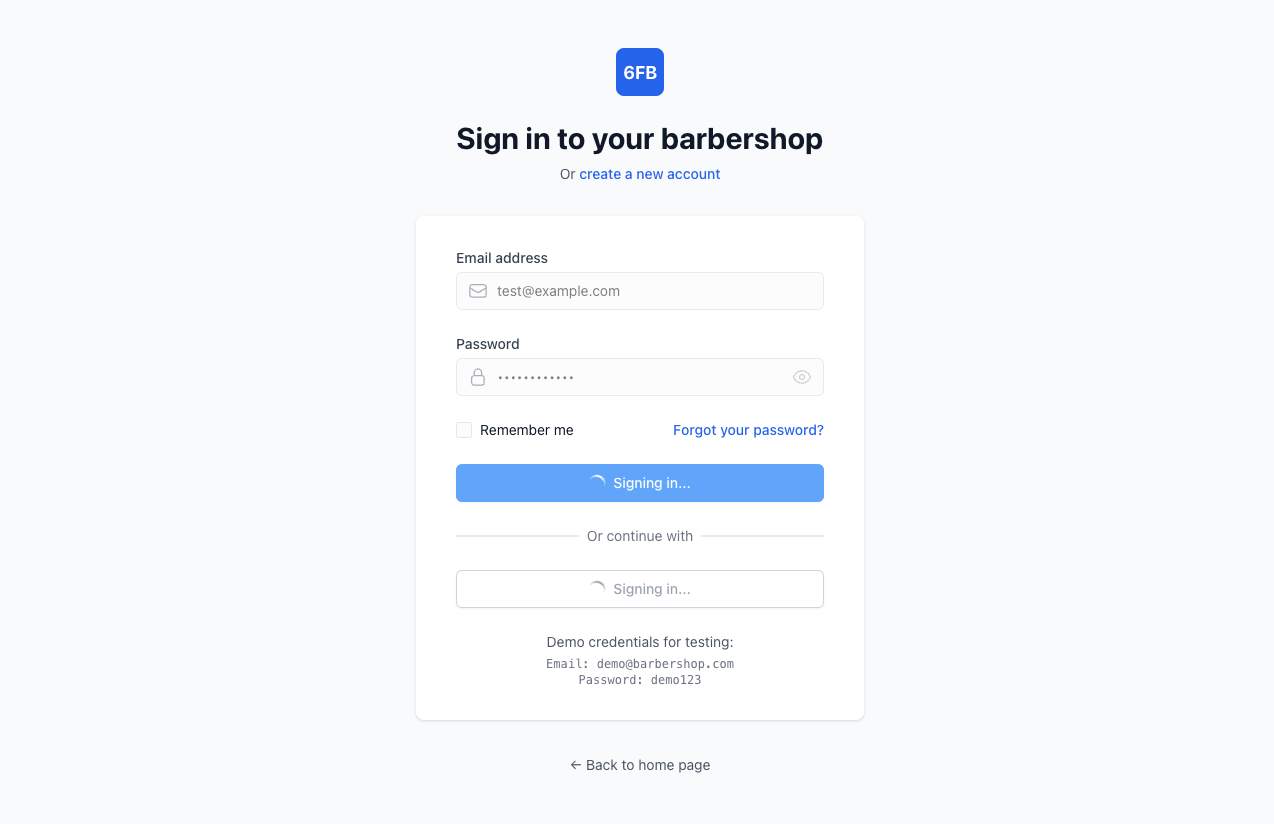 6FB
Sign in to your barbershop
Or create a new account
Email address
test@example.com
Password
••••••••••••
Remember me
Forgot your password?
Signing in...
Or continue with
Signing in...
Demo credentials for testing:
Email: demo@barbershop.com
Password: demo123
← Back to home page